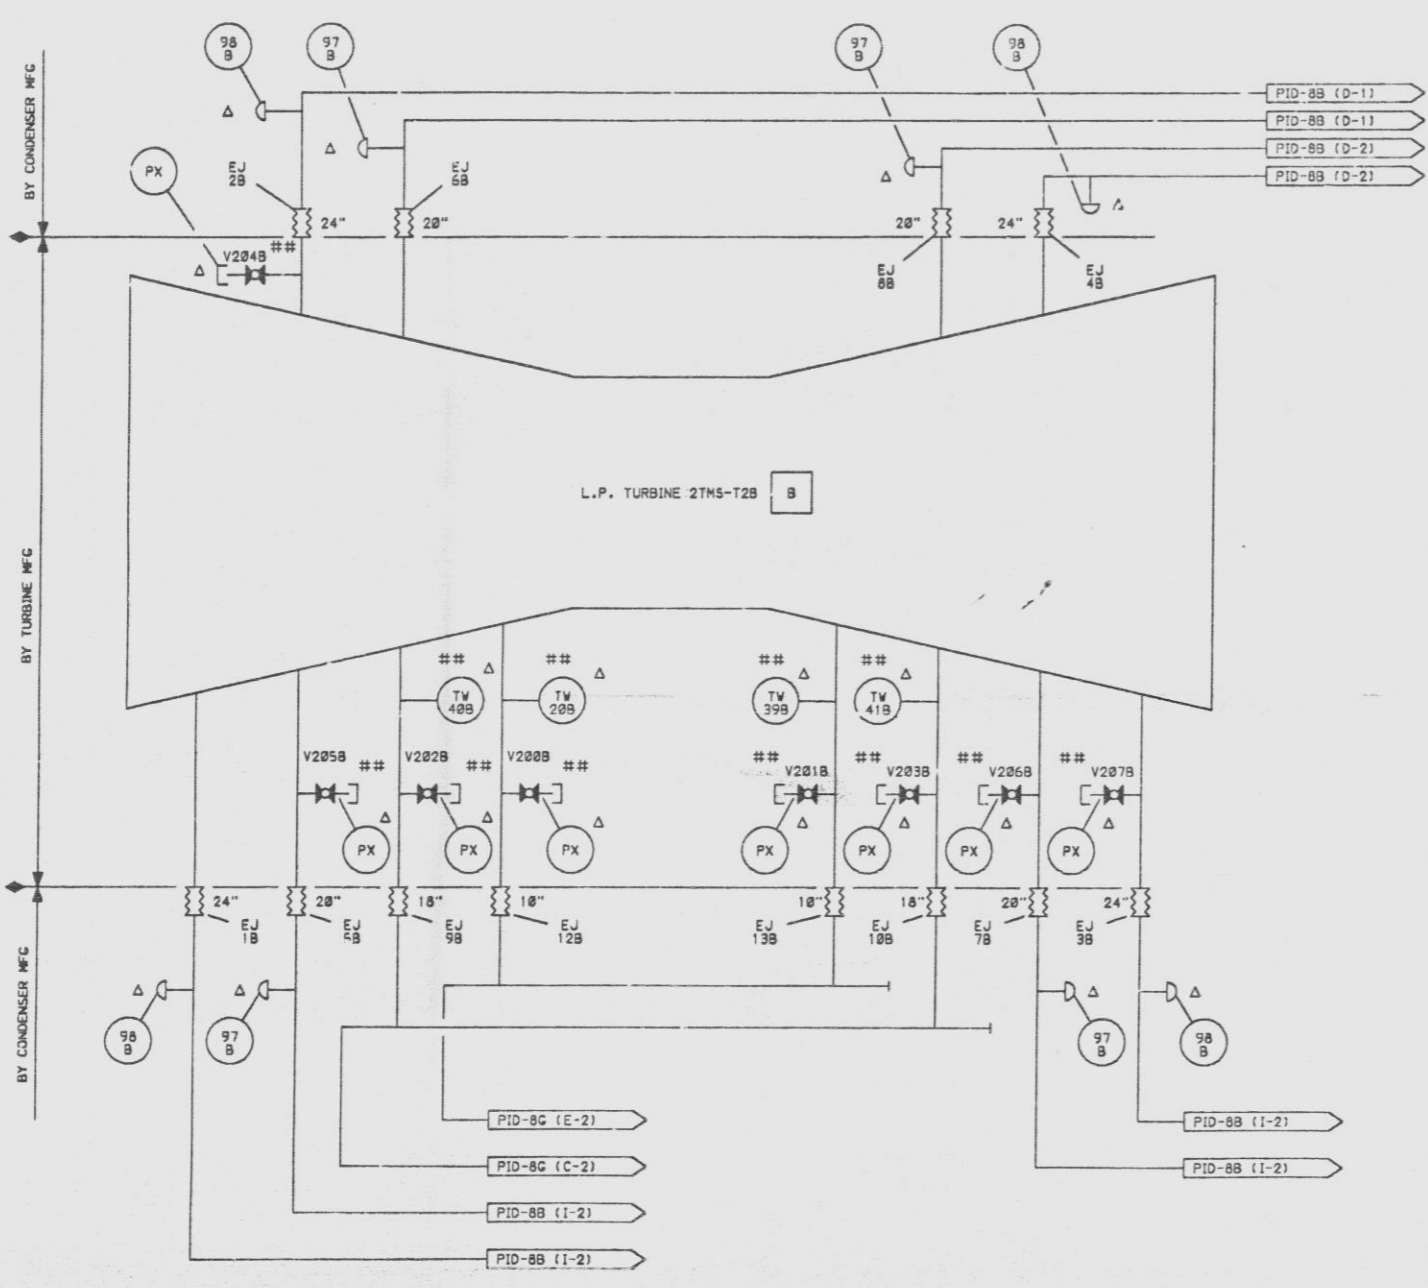 98
B
97
B
97
B
98
B
PID-8B (D-1)
PID-8B (D-1)
PID-8B (D-2)
PID-8B (D-2)
BY CONDENSER MFG
PX
EJ
2B
EJ
6B
24"
20"
20"
24"
##
V204B
EJ
8B
EJ
4B
L.P. TURBINE 2TMS-T2B
B
BY TURBINE MFG
##
##
##
##
TW
40B
TW
20B
TW
39B
TW
41B
V205B
##
V202B
##
V200B
##
##
V201B
##
V203B
##
V206B
##
V207B
PX
PX
PX
PX
PX
PX
PX
24"
20"
18"
10"
10"
18"
20"
24"
EJ
1B
EJ
5B
EJ
9B
EJ
12B
EJ
13B
EJ
10B
EJ
7B
EJ
3B
BY CONDENSER MFG
98
B
97
B
97
B
98
B
PID-8G (E-2)
PID-8B (I-2)
PID-8G (C-2)
PID-8B (I-2)
PID-8B (I-2)
PID-8B (I-2)